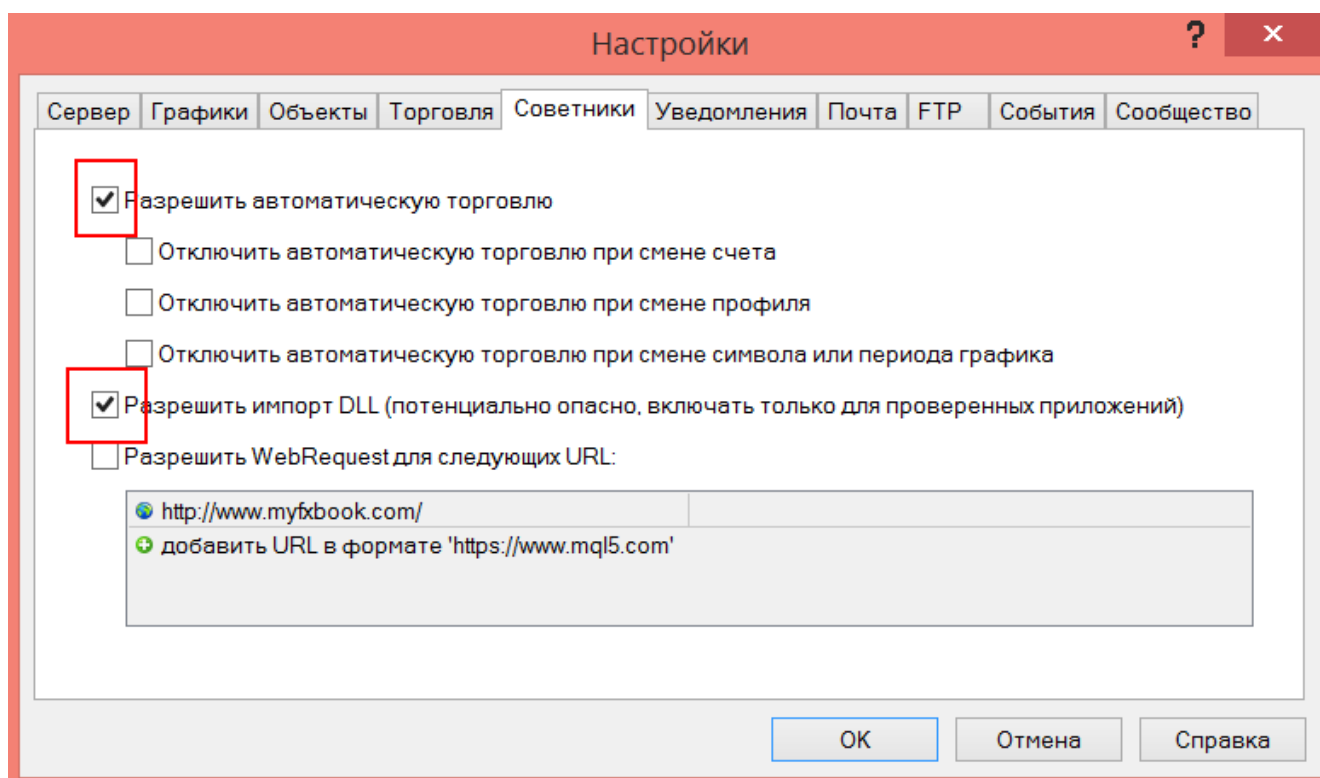 Настройки
?
x
Сервер Графики Объекты Торговля Советники Уведомления Почта FTP События Сообщество
Разрешить автоматическую торговлю
Отключить автоматическую торговлю при смене счета
Отключить автоматическую торговлю при смене профиля
Отключить автоматическую торговлю при смене символа или периода графика
Разрешить импорт DLL (потенциально опасно, включать только для проверенных приложений)
Разрешить WebRequest для следующих URL:
http://www.myfxbook.com/
добавить URL в формате 'https://www.mql5.com'
OK Отмена Справка